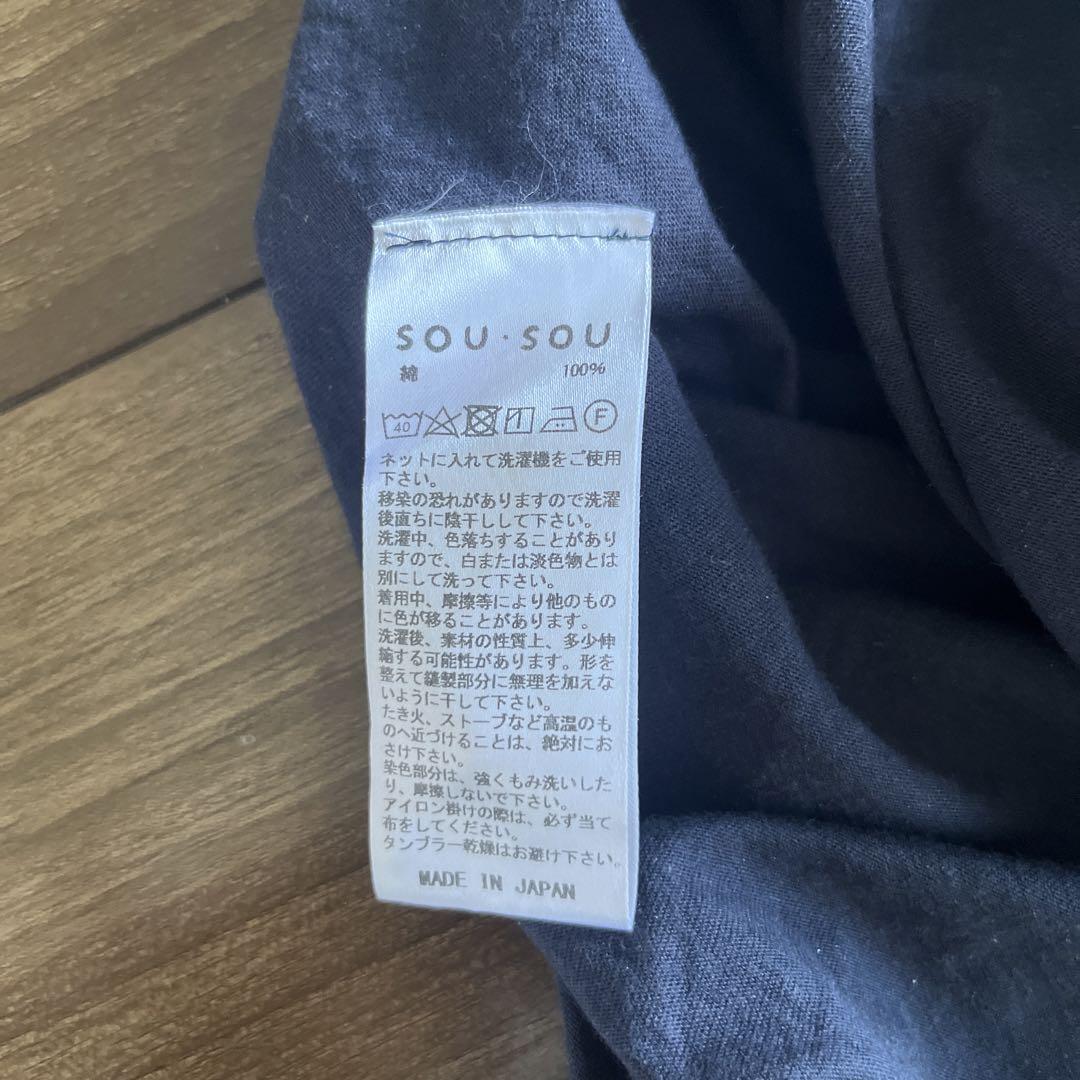 SOU・SOU
綿 100%
40 F
ネットに入れて洗濯機をご使用
下さい。
移染の恐れがありますので洗濯
後直ちに陰干しして下さい。
洗濯中、色落ちすることがあり
ますので、白または淡色物とは
別にして洗って下さい。
着用中、摩擦等により他のもの
に色が移ることがあります。
洗濯後、素材の性質上、多少伸
縮する可能性があります。形を
整えて縫製部分に無理を加えな
いように干して下さい。
たき火、ストーブなど高温のも
のへ近づけることは、絶対にお
さけ下さい。
染色部分は、強くもみ洗いした
り、摩擦しないで下さい。
アイロン掛けの際は、必ず当て
布をしてください。
タンブラー乾燥はお避け下さい。
MADE IN JAPAN